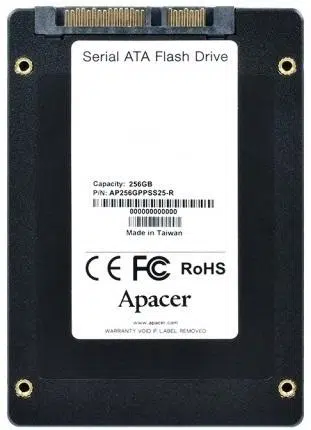 Serial ATA Flash Drive
Capacity: 256GB
P/N: AP256GPPSS25-R
000000000000
Made in Taiwan
CE FC RoHS
Apacer
www.apacer.com
WARRANTY VOID IF LABEL REMOVED